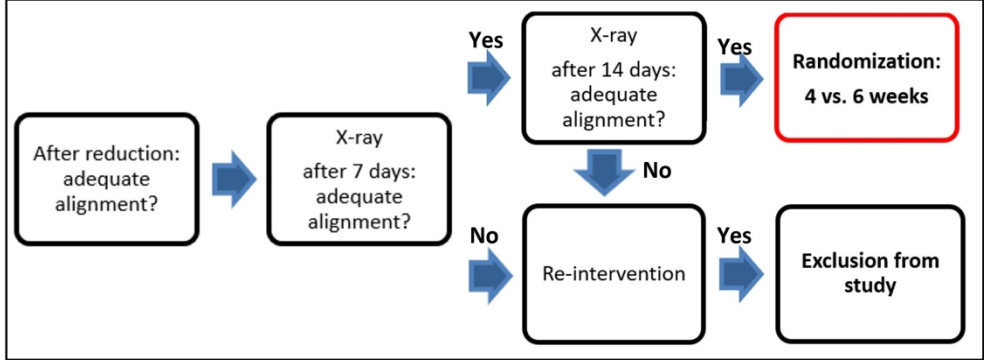 After reduction:
adequate
alignment?
X-ray
after 7 days:
adequate
alignment?
Yes
X-ray
after 14 days:
adequate
alignment?
Yes
Randomization:
4 vs. 6 weeks
No
No
Re-intervention
Yes
Exclusion from
study